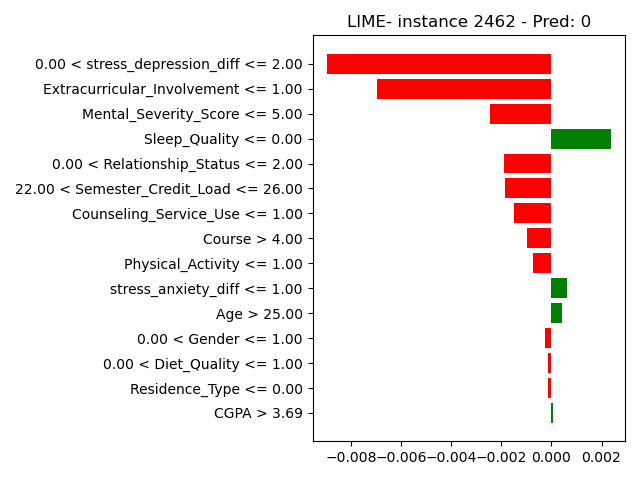 LIME- instance 2462 - Pred: 0
0.00 < stress_depression_diff <= 2.00
Extracurricular_Involvement <= 1.00
Mental_Severity_Score <= 5.00
Sleep_Quality <= 0.00
0.00 < Relationship_Status <= 2.00
22.00 < Semester_Credit_Load <= 26.00
Counseling_Service_Use <= 1.00
Course > 4.00
Physical_Activity <= 1.00
stress_anxiety_diff <= 1.00
Age > 25.00
0.00 < Gender <= 1.00
0.00 < Diet_Quality <= 1.00
Residence_Type <= 0.00
CGPA > 3.69
−0.008 −0.006 −0.004 −0.002 0.000 0.002